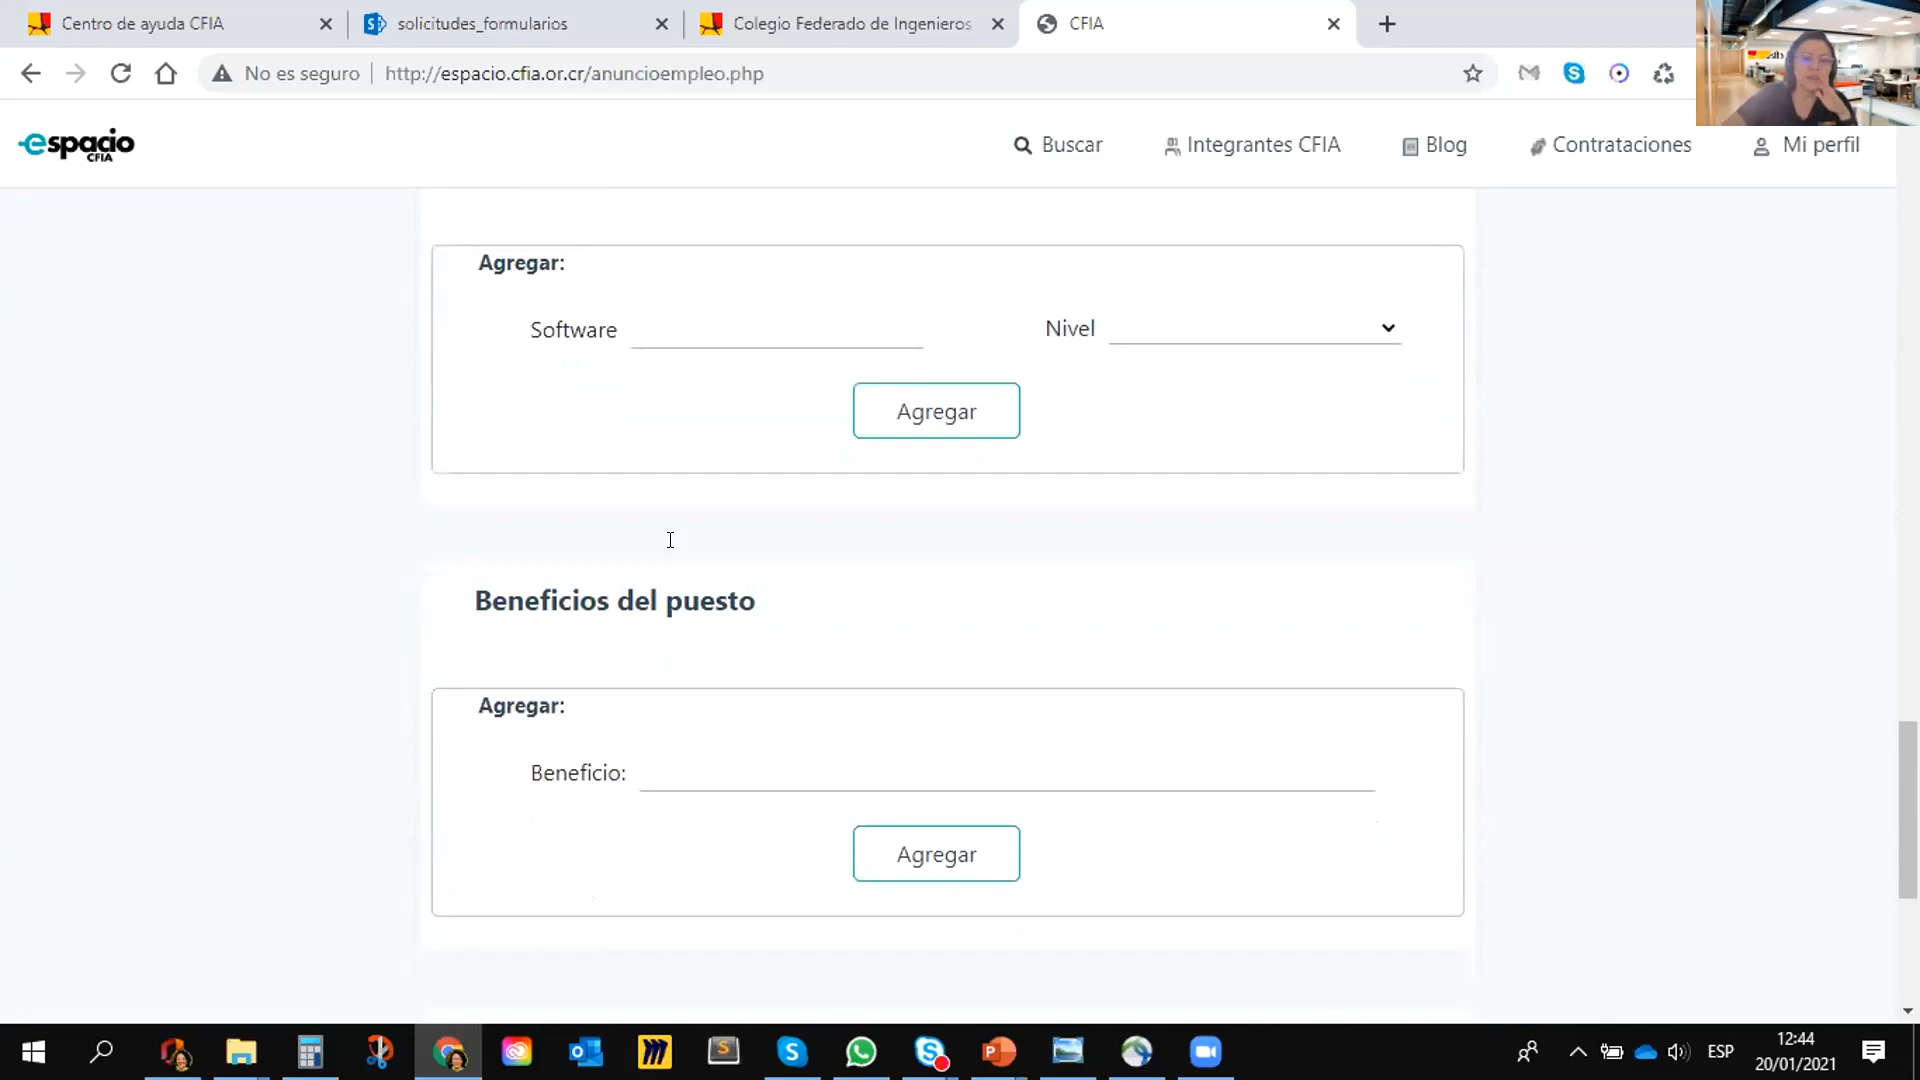 Centro de ayuda CFIA
solicitudes_formularios
Colegio Federado de Ingenieros
CFIA
No es seguro
http://espacio.cfia.or.cr/anuncioempleo.php
espacio
CFIA
Buscar
Integrantes CFIA
Blog
Contrataciones
Mi perfil
Agregar:
Software
Nivel
Agregar
Beneficios del puesto
Agregar:
Beneficio:
Agregar
ESP
12:44
20/01/2021